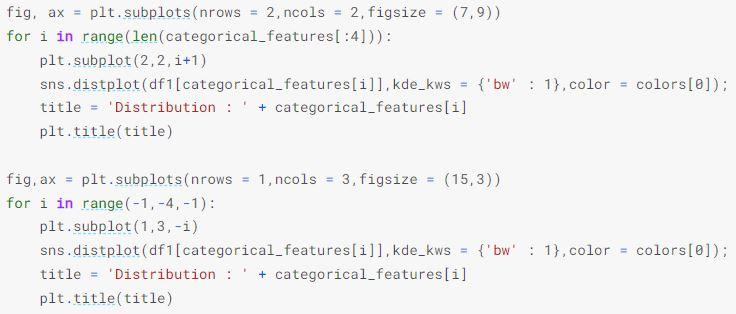 fig, ax = plt.subplots(nrows = 2,ncols = 2,figsize = (7,9))
for i in range(len(categorical_features[:4])):
    plt.subplot(2,2,i+1)
    sns.distplot(df1[categorical_features[i]],kde_kws = {'bw' : 1},color = colors[0]);
    title = 'Distribution : ' + categorical_features[i]
    plt.title(title)

fig,ax = plt.subplots(nrows = 1,ncols = 3,figsize = (15,3))
for i in range(-1,-4,-1):
    plt.subplot(1,3,-i)
    sns.distplot(df1[categorical_features[i]],kde_kws = {'bw' : 1},color = colors[0]);
    title = 'Distribution : ' + categorical_features[i]
    plt.title(title)